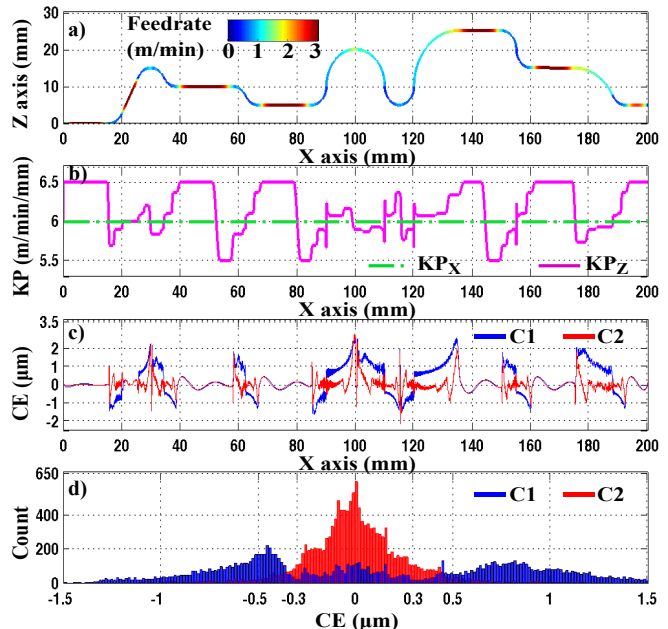 a)
Feedrate
(m/min)
0 1 2 3
Z axis (mm)
30
20
10
0
0 20 40 60 80 100 120 140 160 180 200
X axis (mm)
b)
KP (m/min/mm)
6.5
6
5.5
KPX KPZ
0 20 40 60 80 100 120 140 160 180 200
X axis (mm)
c)
CE (μm)
3.5
2
1
0
-1
-2
C1 C2
0 20 40 60 80 100 120 140 160 180 200
X axis (mm)
d)
Count
650
400
200
0
C1 C2
-1.5 -1 -0.5 -0.3 0 0.3 0.5 1 1.5
CE (μm)